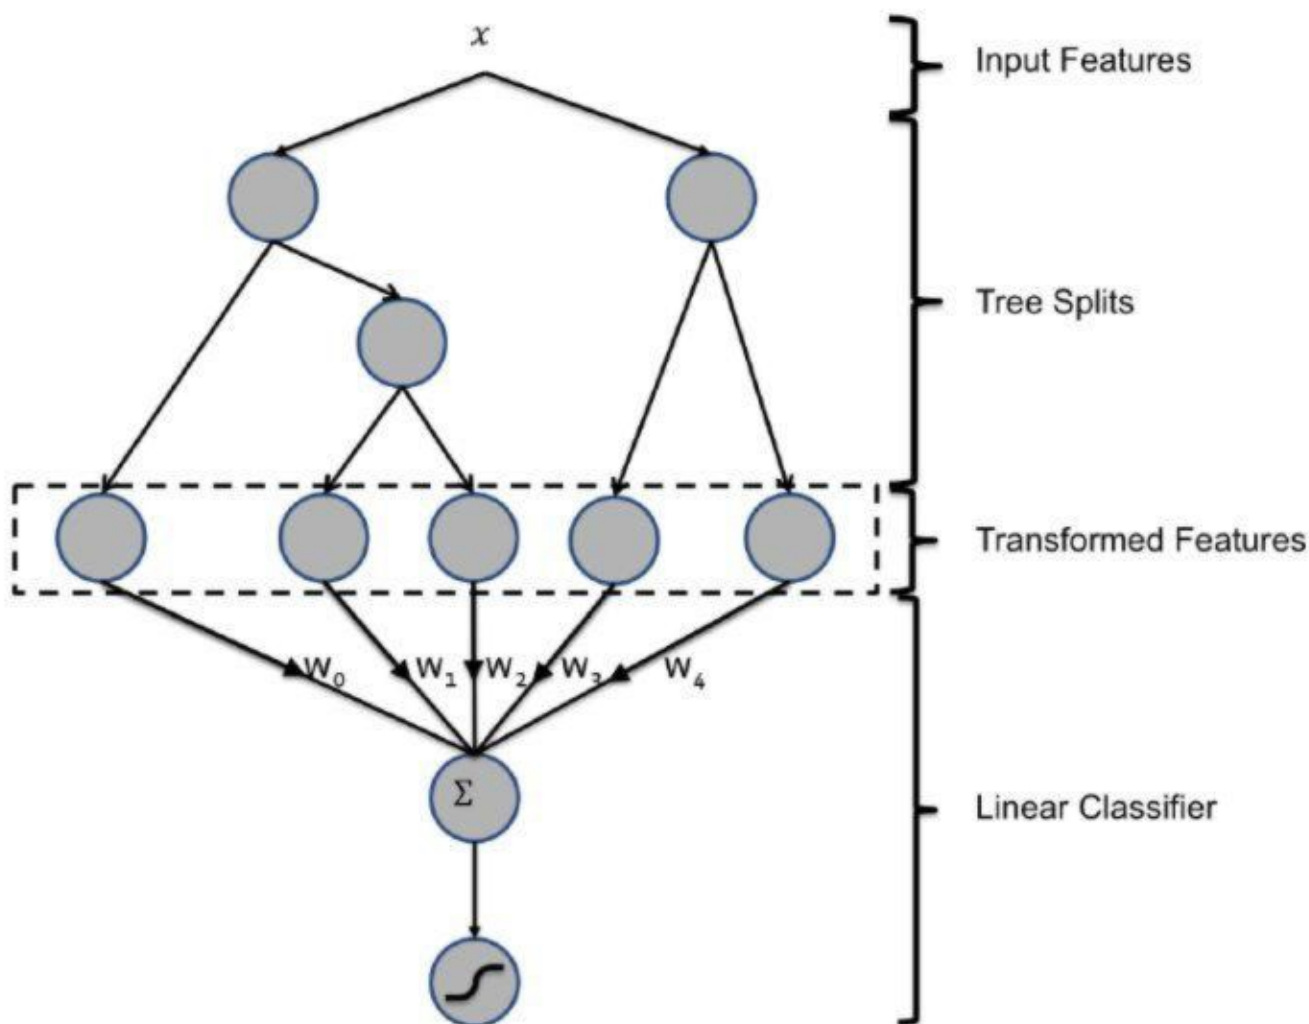 x
Input Features
Tree Splits
Transformed Features
W₀ W₁ W₂ W₃ W₄
Σ
Linear Classifier